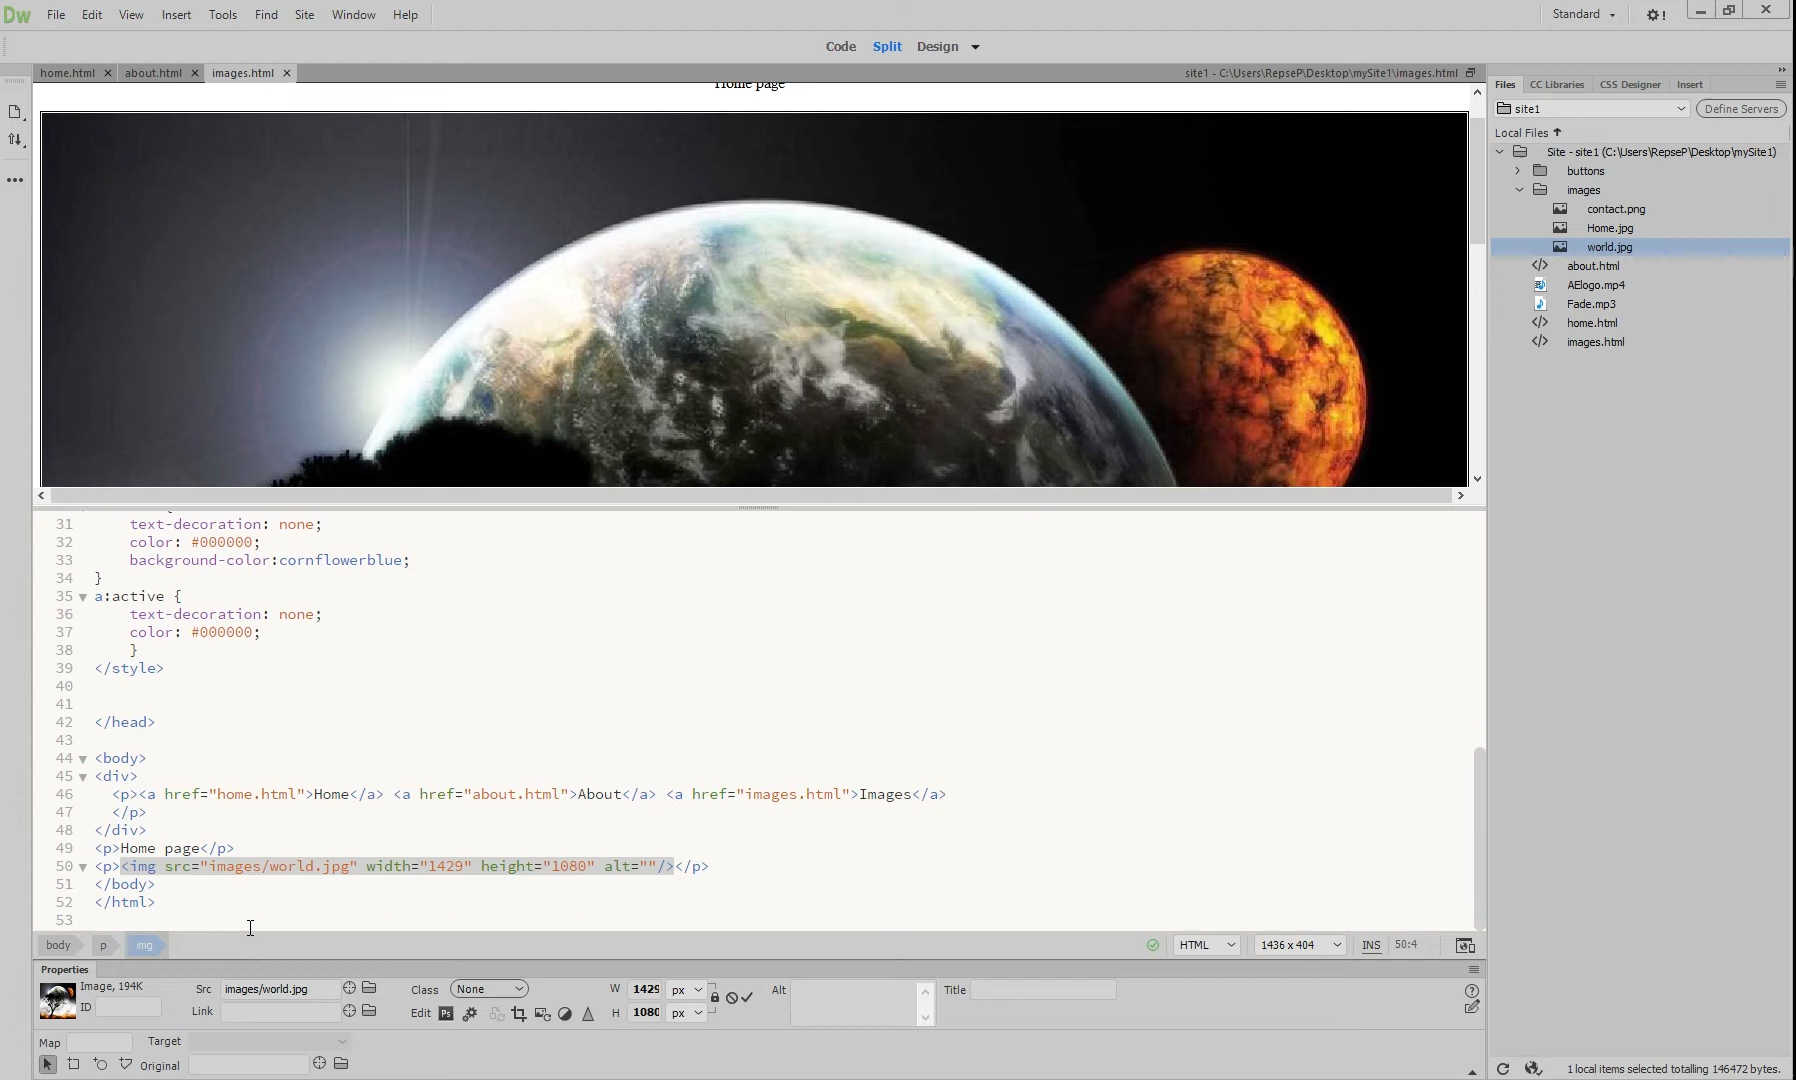 Dw File Edit View Insert Tools Find Site Window Help Standard
Code Split Design
home.html about.html images.html site1 - C:\Users\RepseP\Desktop\mySite1\images.html
Home page
31 text-decoration: none;
32 color: #000000;
33 background-color:cornflowerblue;
34 }
35 a:active {
36 text-decoration: none;
37 color: #000000;
38 }
39 </style>
40
41
42 </head>
43
44 <body>
45 <div>
46 <p><a href="home.html">Home</a> <a href="about.html">About</a> <a href="images.html">Images</a>
47 </p>
48 </div>
49 <p>Home page</p>
50 <p><img src="images/world.jpg" width="1429" height="1080" alt=""/></p>
51 </body>
52 </html>
53
body p img HTML 1436 x 404 INS 50:4
Properties
Image, 194K Src images/world.jpg Class None W 1429 px Alt Title
ID
Link Edit Ps H 1080 px
Map Target
Original
Files CC Libraries CSS Designer Insert
site1 Define Servers
Local Files
Site - site1 (C:\Users\RepseP\Desktop\mySite1)
buttons
images
contact.png
Home.jpg
world.jpg
about.html
AElogo.mp4
Fade.mp3
home.html
images.html
1 local items selected totalling 146472 bytes.